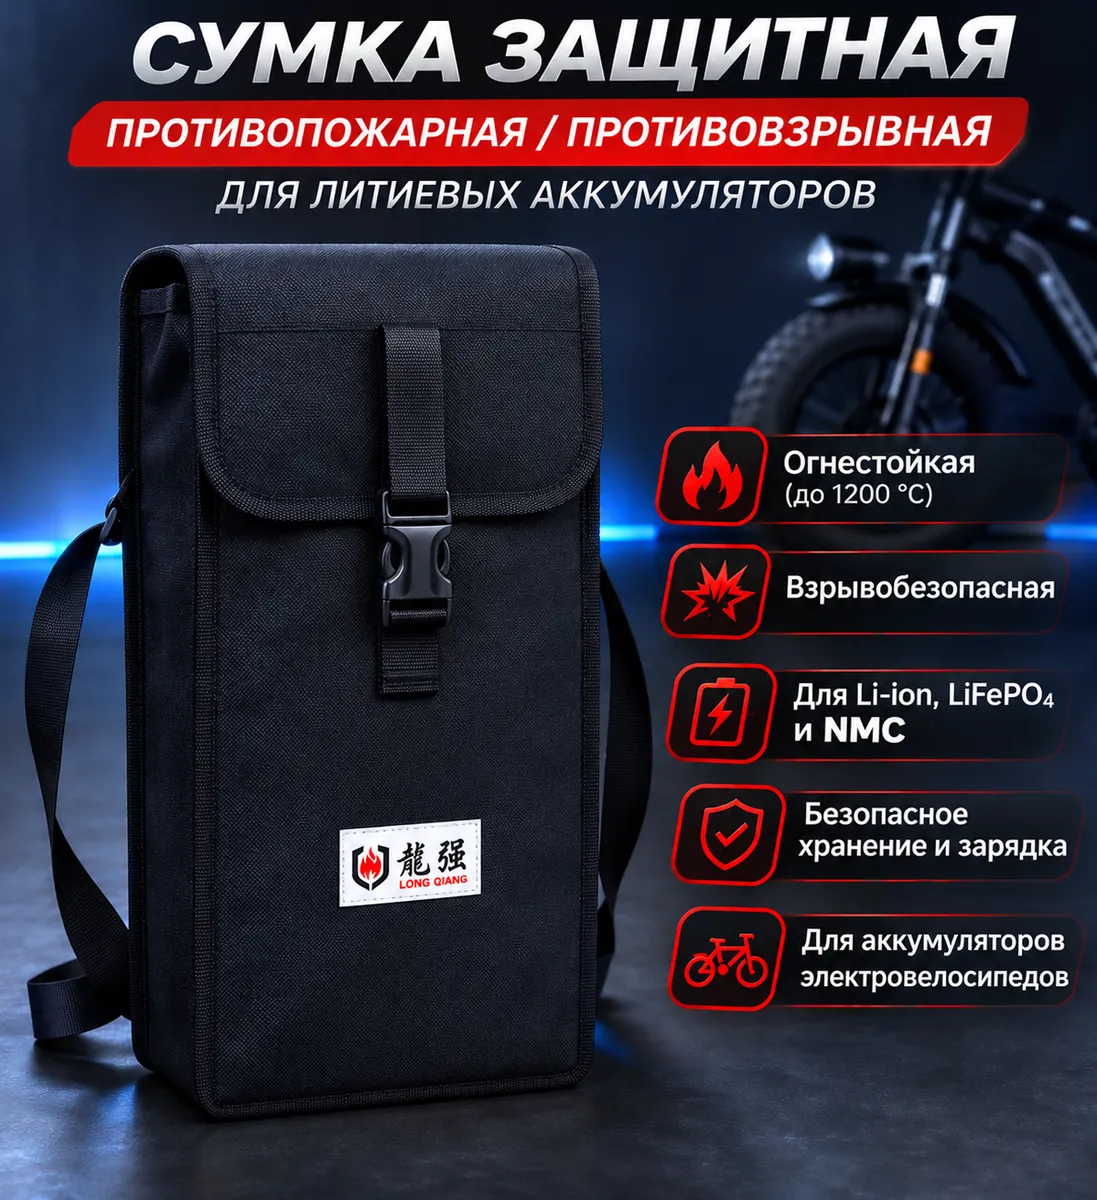 СУМКА ЗАЩИТНАЯ
ПРОТИВОПОЖАРНАЯ / ПРОТИВОВЗРЫВНАЯ
ДЛЯ ЛИТИЕВЫХ АККУМУЛЯТОРОВ
Огнестойкая
(до 1200 °C)
Взрывобезопасная
Для Li-ion, LiFePO₄
и NMC
Безопасное
хранение и зарядка
Для аккумуляторов
электровелосипедов
龍强
LONG QIANG